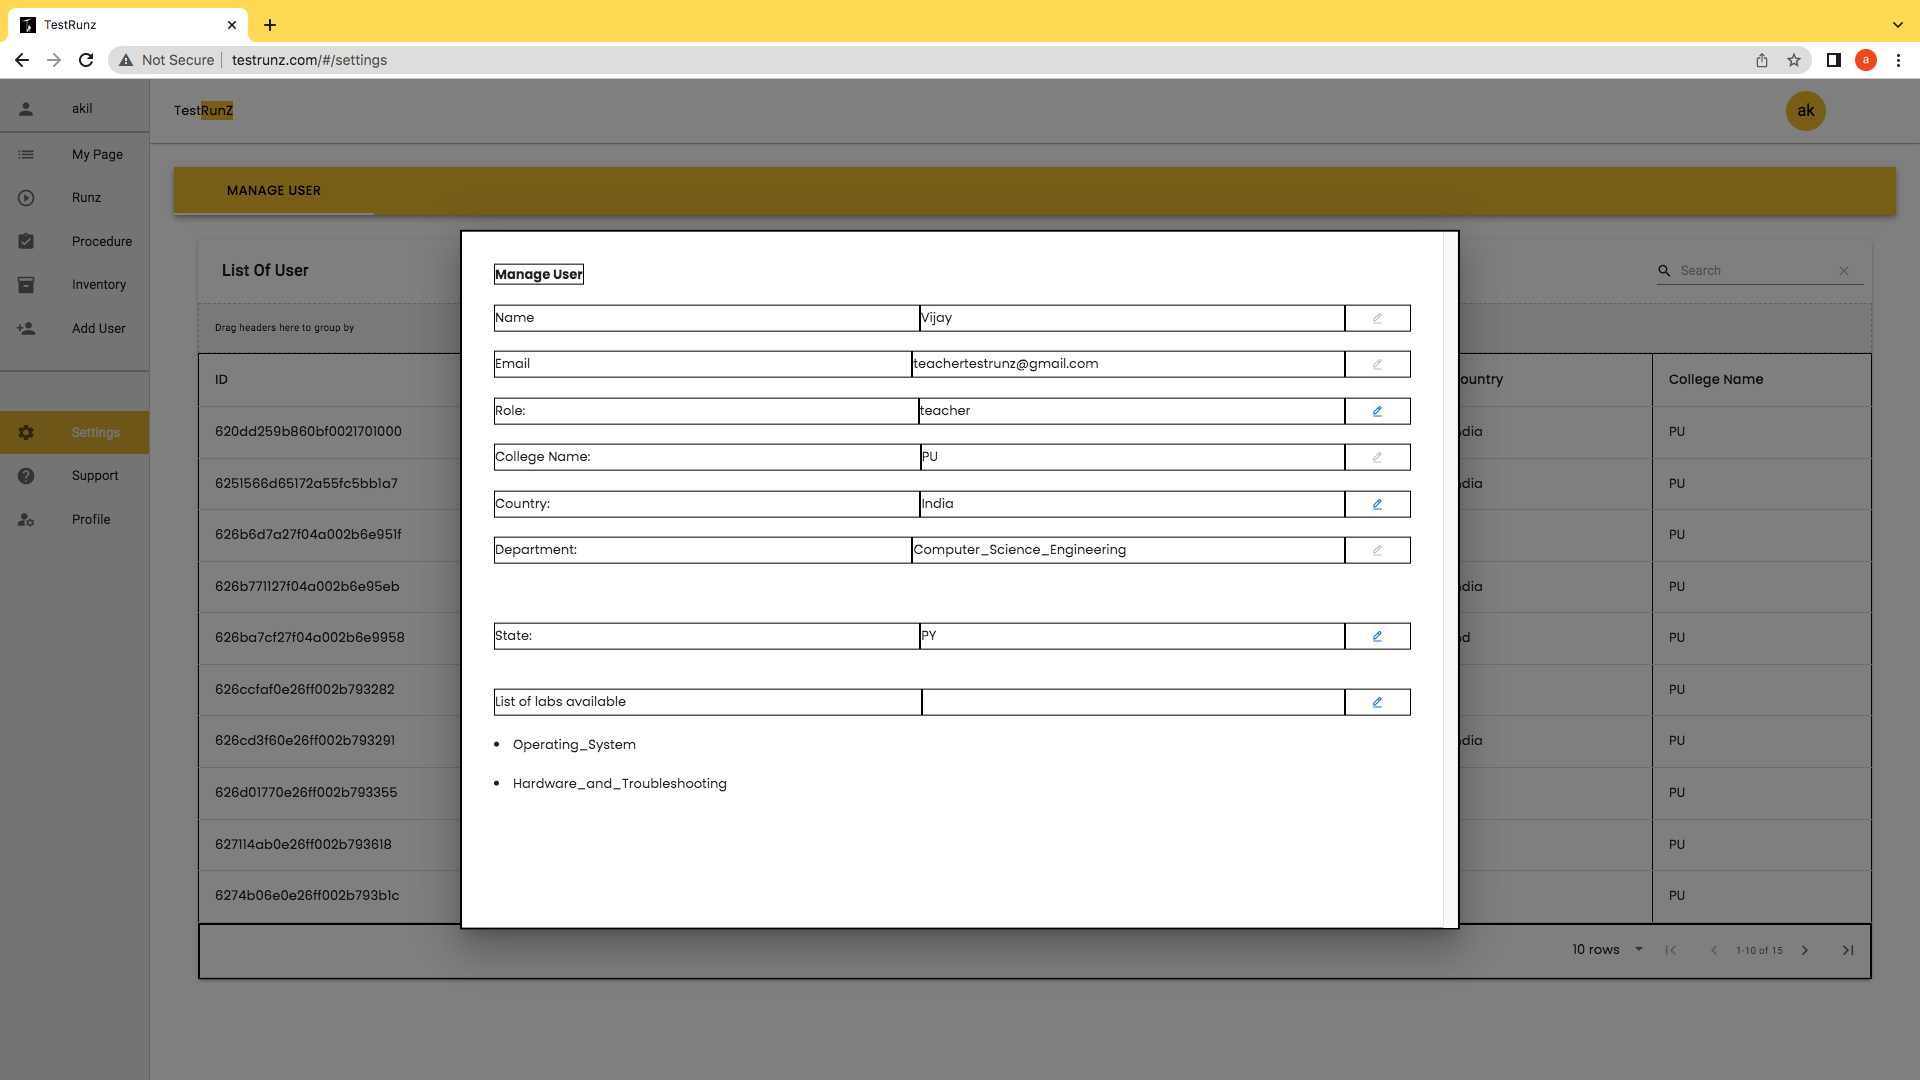 TestRunz
Not Secure testrunz.com/#/settings
a
akil
TestRunZ
ak
My Page
Runz
Procedure
Inventory
Add User
Settings
Support
Profile
MANAGE USER
List Of User
Search
Drag headers here to group by
ID
ountry
College Name
620dd259b860bf0021701000
dia
PU
6251566d65172a55fc5bb1a7
dia
PU
626b6d7a27f04a002b6e951f
PU
626b771127f04a002b6e95eb
dia
PU
626ba7cf27f04a002b6e9958
d
PU
626ccfaf0e26ff002b793282
PU
626cd3f60e26ff002b793291
dia
PU
626d01770e26ff002b793355
PU
627114ab0e26ff002b793618
PU
6274b06e0e26ff002b793b1c
PU
10 rows
1-10 of 15
Manage User
Name Vijay
Email teachertestrunz@gmail.com
Role: teacher
College Name: PU
Country: India
Department: Computer_Science_Engineering
State: PY
List of labs available
Operating_System
Hardware_and_Troubleshooting